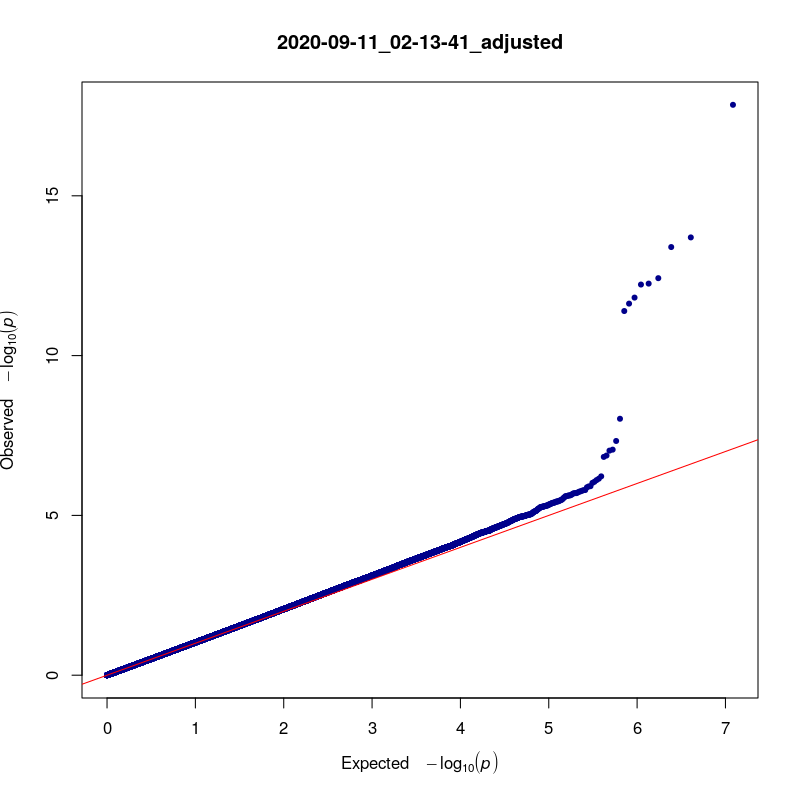 2020-09-11_02-13-41_adjusted
Observed −log10(p)
15
10
5
0
0 1 2 3 4 5 6 7
Expected −log10(p)